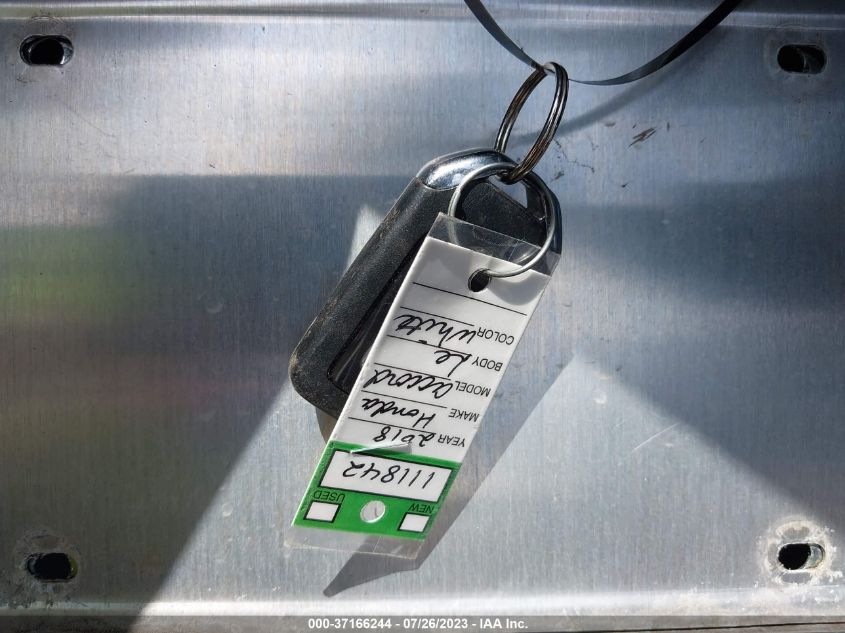 NEW
USED
111842
YEAR 2018
MAKE Honda
MODEL accord
BODY Le
COLOR white
000-37166244 - 07/26/2023 - IAA Inc.